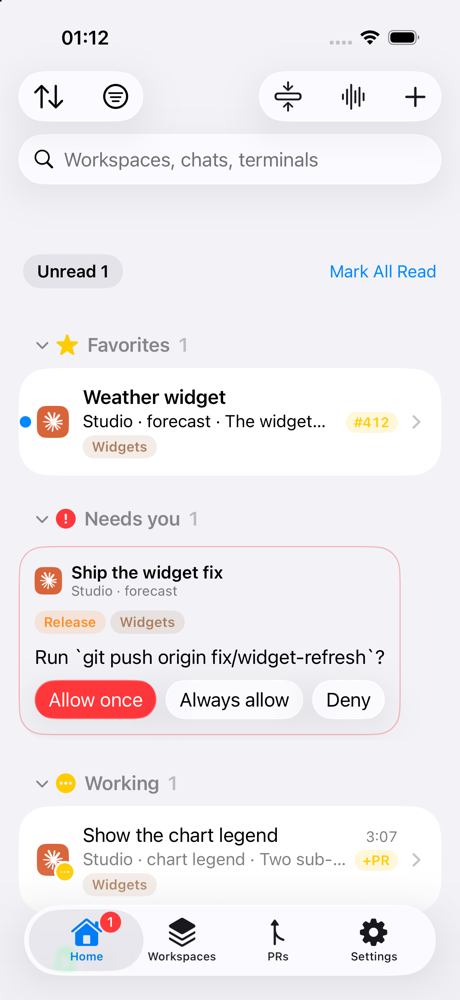 01:12
Workspaces, chats, terminals
Unread 1
Mark All Read
Favorites 1
Weather widget
Studio · forecast · The widget...
#412
Widgets
Needs you 1
Ship the widget fix
Studio · forecast
Release
Widgets
Run `git push origin fix/widget-refresh`?
Allow once
Always allow
Deny
Working 1
Show the chart legend
3:07
Studio · chart legend · Two sub-...
+PR
Widgets
1
Home
Workspaces
PRs
Settings